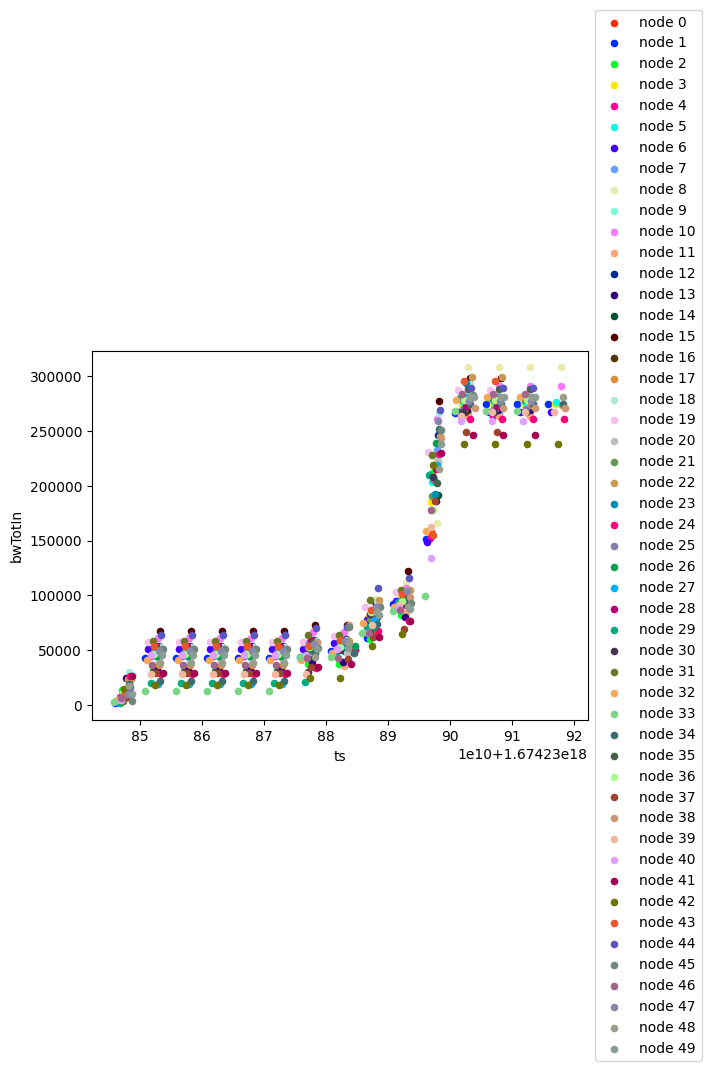 300000
250000
200000
150000
100000
50000
0
bwTotIn
85 86 87 88 89 90 91 92
1e10+1.67423e18
ts
node 0
node 1
node 2
node 3
node 4
node 5
node 6
node 7
node 8
node 9
node 10
node 11
node 12
node 13
node 14
node 15
node 16
node 17
node 18
node 19
node 20
node 21
node 22
node 23
node 24
node 25
node 26
node 27
node 28
node 29
node 30
node 31
node 32
node 33
node 34
node 35
node 36
node 37
node 38
node 39
node 40
node 41
node 42
node 43
node 44
node 45
node 46
node 47
node 48
node 49